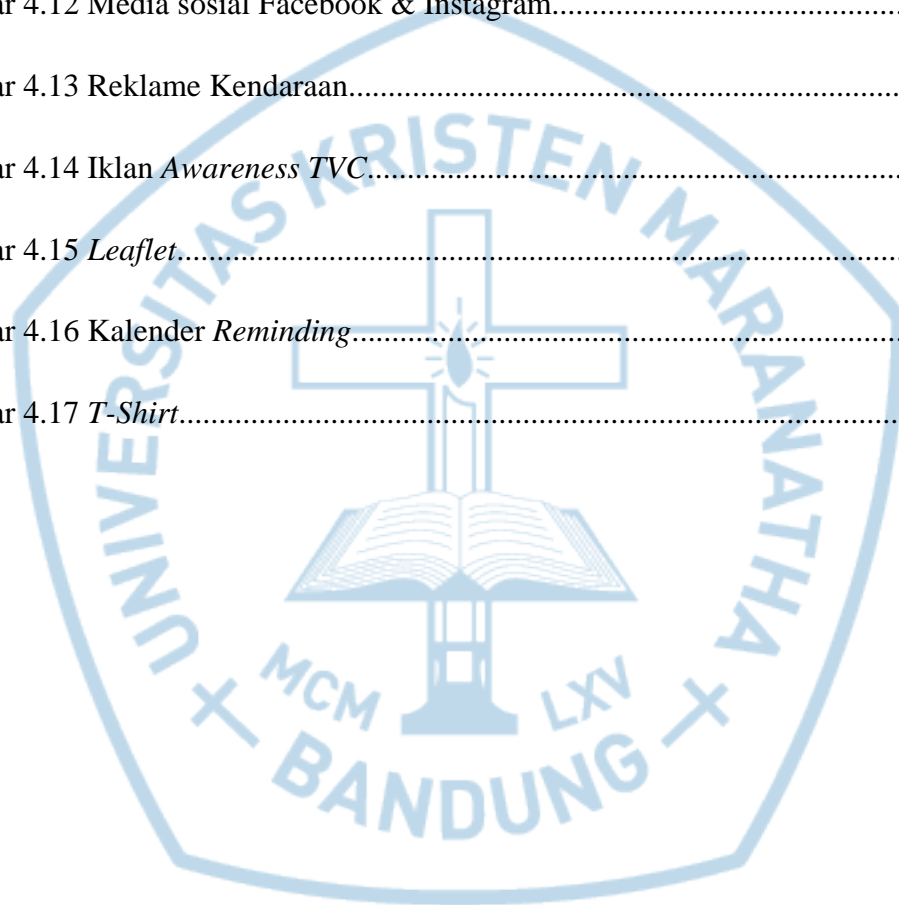 ar 4.12 Media sosial Facebook & Instagram........................................
ar 4.13 Reklame Kendaraan..............................................................
ar 4.14 Iklan Awareness TVC............................................................
ar 4.15 Leaflet................................................................................
ar 4.16 Kalender Reminding.............................................................
ar 4.17 T-Shirt...............................................................................
UNIVERSITAS KRISTEN MARANATHA
MCM LXV
BANDUNG